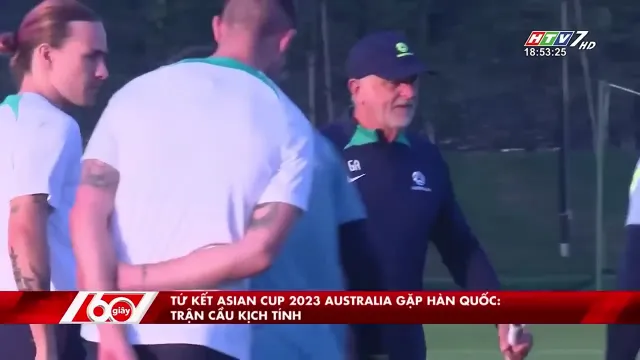 HTV7 HD
18:53:25
GA
60 giây
TỨ KẾT ASIAN CUP 2023 AUSTRALIA GẶP HÀN QUỐC:
TRẬN CẦU KỊCH TÍNH